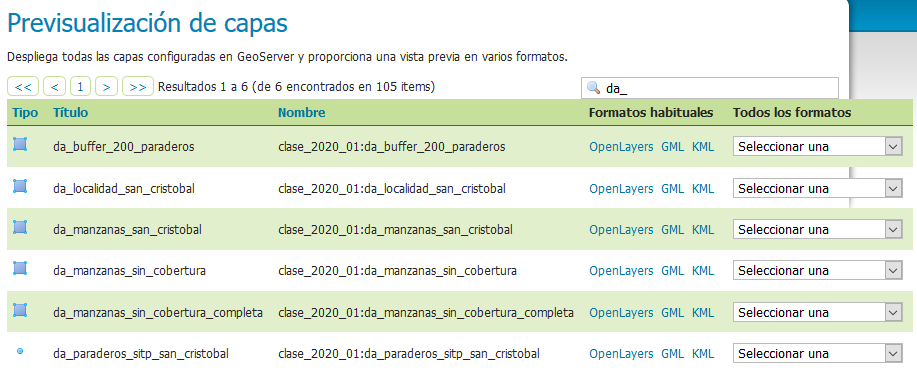 Previsualización de capas
Despliega todas las capas configuradas en GeoServer y proporciona una vista previa en varios formatos.
<< < 1 > >> Resultados 1 a 6 (de 6 encontrados en 105 items) da_
Tipo Título Nombre Formatos habituales Todos los formatos
da_buffer_200_paraderos clase_2020_01:da_buffer_200_paraderos OpenLayers GML KML Seleccionar una
da_localidad_san_cristobal clase_2020_01:da_localidad_san_cristobal OpenLayers GML KML Seleccionar una
da_manzanas_san_cristobal clase_2020_01:da_manzanas_san_cristobal OpenLayers GML KML Seleccionar una
da_manzanas_sin_cobertura clase_2020_01:da_manzanas_sin_cobertura OpenLayers GML KML Seleccionar una
da_manzanas_sin_cobertura_completa clase_2020_01:da_manzanas_sin_cobertura_completa OpenLayers GML KML Seleccionar una
da_paraderos_sitp_san_cristobal clase_2020_01:da_paraderos_sitp_san_cristobal OpenLayers GML KML Seleccionar una